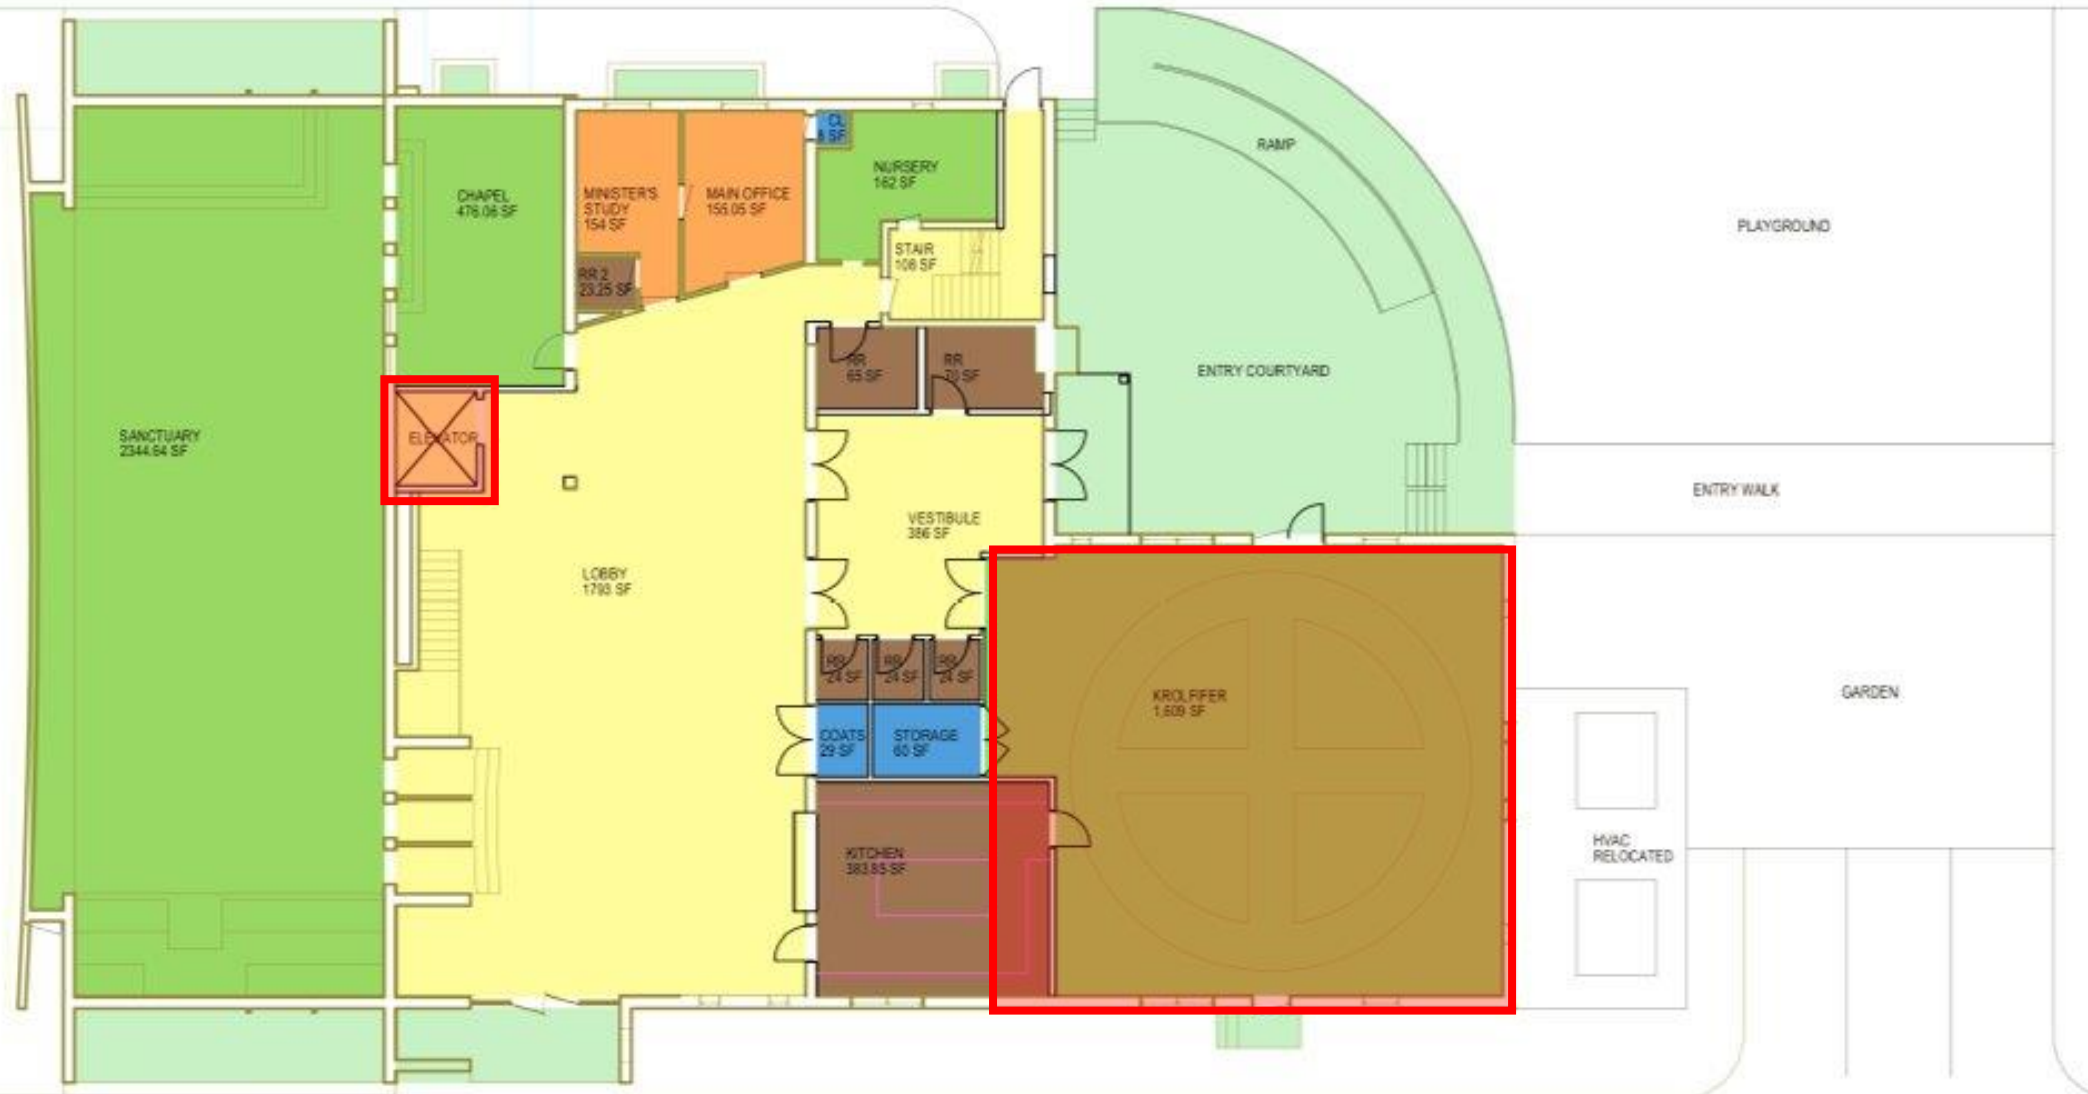 RAMP
CL
8 SF
NURSERY
162 SF
CHAPEL
476.06 SF
MINISTER'S
STUDY
154 SF
MAIN OFFICE
155.05 SF
PLAYGROUND
STAIR
108 SF
RR 2
23.25 SF
RR
65 SF
RR
70 SF
ENTRY COURTYARD
SANCTUARY
2344.64 SF
ELEVATOR
ENTRY WALK
VESTIBULE
386 SF
LOBBY
1793 SF
RR
24 SF
RR
24 SF
RR
24 SF
KROLFIFER
1,609 SF
GARDEN
COATS
29 SF
STORAGE
60 SF
KITCHEN
383.85 SF
HVAC
RELOCATED